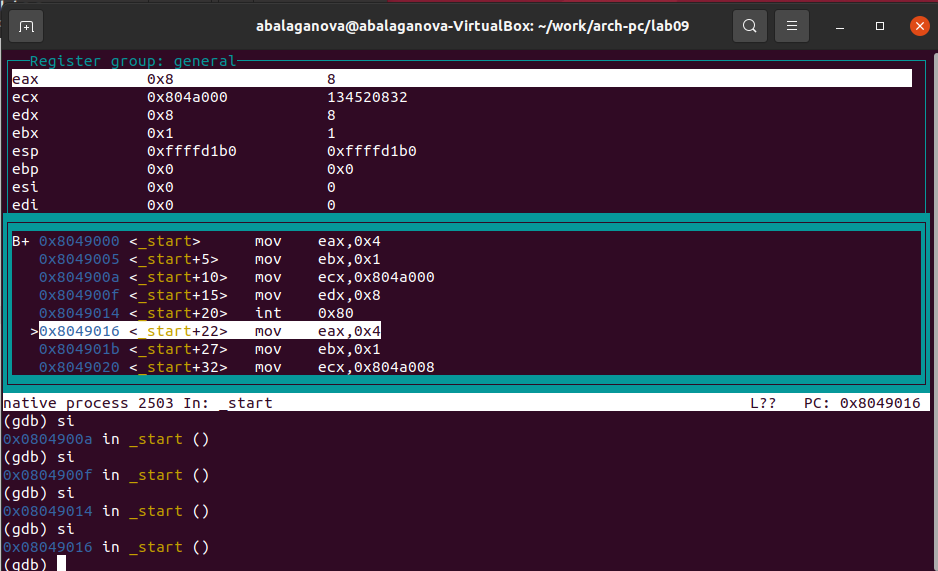 abalaganova@abalaganova-VirtualBox: ~/work/arch-pc/lab09
Register group: general
eax 0x8 8
ecx 0x804a000 134520832
edx 0x8 8
ebx 0x1 1
esp 0xffffd1b0 0xffffd1b0
ebp 0x0 0x0
esi 0x0 0
edi 0x0 0
B+ 0x8049000 <_start> mov eax,0x4
0x8049005 <_start+5> mov ebx,0x1
0x804900a <_start+10> mov ecx,0x804a000
0x804900f <_start+15> mov edx,0x8
0x8049014 <_start+20> int 0x80
>0x8049016 <_start+22> mov eax,0x4
0x804901b <_start+27> mov ebx,0x1
0x8049020 <_start+32> mov ecx,0x804a008
native process 2503 In: _start L?? PC: 0x8049016
(gdb) si
0x0804900a in _start ()
(gdb) si
0x0804900f in _start ()
(gdb) si
0x08049014 in _start ()
(gdb) si
0x08049016 in _start ()
(gdb)